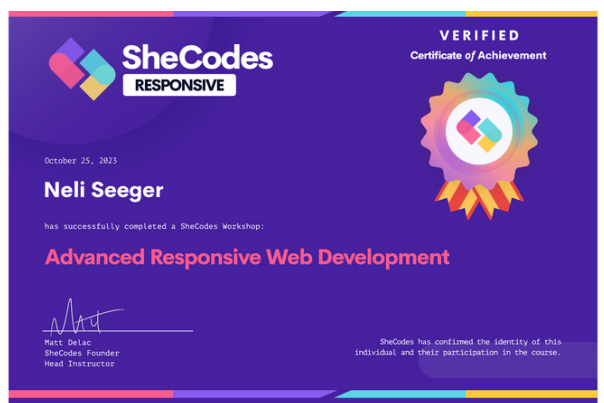 SheCodes
RESPONSIVE
VERIFIED
Certificate of Achievement
October 25, 2023
Neli Seeger
has successfully completed a SheCodes Workshop:
Advanced Responsive Web Development
Matt Delac
SheCodes Founder
Head Instructor
SheCodes has confirmed the identity of this
individual and their participation in the course.